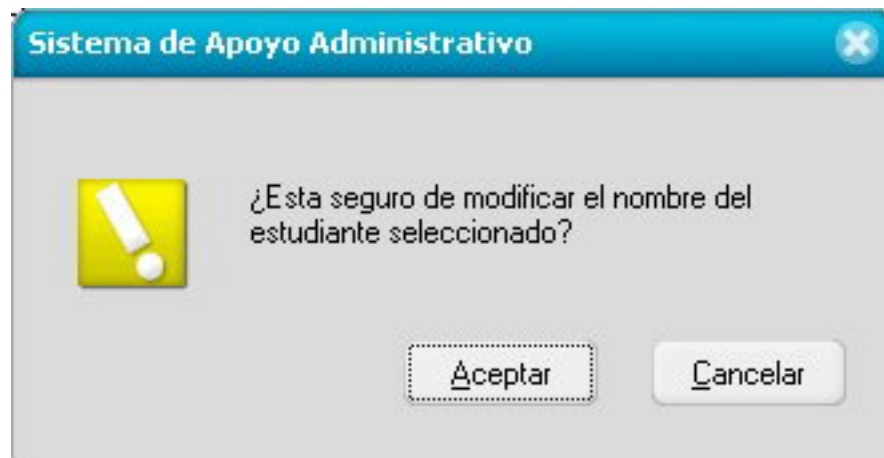 Sistema de Apoyo Administrativo
¿Esta seguro de modificar el nombre del
estudiante seleccionado?
Aceptar
Cancelar